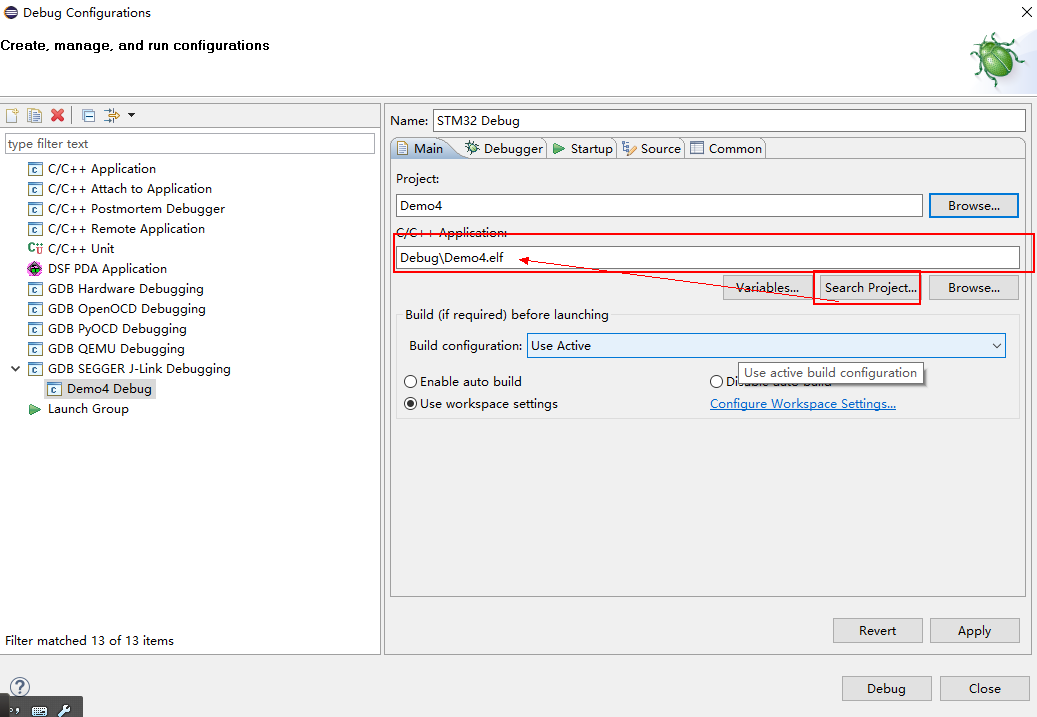 Debug Configurations
Create, manage, and run configurations
type filter text
C/C++ Application
C/C++ Attach to Application
C/C++ Postmortem Debugger
C/C++ Remote Application
C/C++ Unit
DSF PDA Application
GDB Hardware Debugging
GDB OpenOCD Debugging
GDB PyOCD Debugging
GDB QEMU Debugging
GDB SEGGER J-Link Debugging
Demo4 Debug
Launch Group
Filter matched 13 of 13 items
Name: STM32 Debug
Main Debugger Startup Source Common
Project:
Demo4 Browse...
C/C++ Application:
Debug\Demo4.elf
Variables... Search Project... Browse...
Build (if required) before launching
Build configuration: Use Active
Use active build configuration
Enable auto build
Use workspace settings Configure Workspace Settings...
Revert Apply
Debug Close